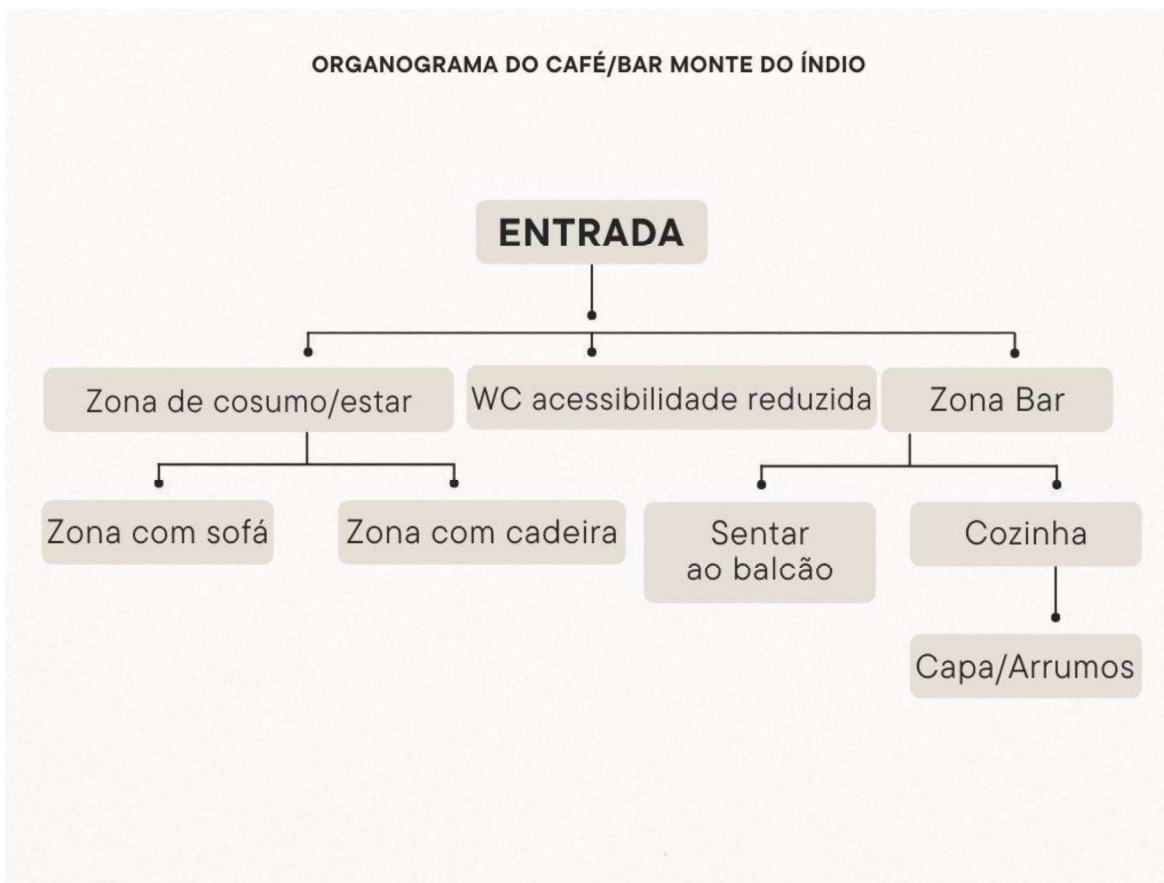 ORGANOGRAMA DO CAFÉ/BAR MONTE DO ÍNDIO
ENTRADA
Zona de cosumo/estar
WC acessibilidade reduzida
Zona Bar
Zona com sofá
Zona com cadeira
Sentar
ao balcão
Cozinha
Capa/Arrumos